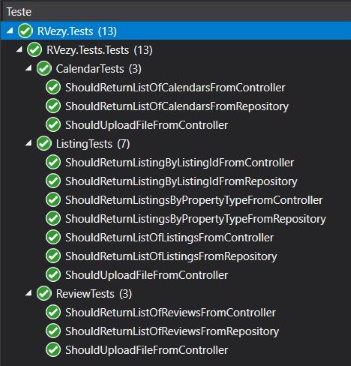 Teste
RVezy.Tests (13)
RVezy.Tests.Tests (13)
CalendarTests (3)
ShouldReturnListOfCalendarsFromController
ShouldReturnListOfCalendarsFromRepository
ShouldUploadFileFromController
ListingTests (7)
ShouldReturnListingByListingIdFromController
ShouldReturnListingByListingIdFromRepository
ShouldReturnListingsByPropertyTypeFromController
ShouldReturnListingsByPropertyTypeFromRepository
ShouldReturnListOfListingsFromController
ShouldReturnListOfListingsFromRepository
ShouldUploadFileFromController
ReviewTests (3)
ShouldReturnListOfReviewsFromController
ShouldReturnListOfReviewsFromRepository
ShouldUploadFileFromController